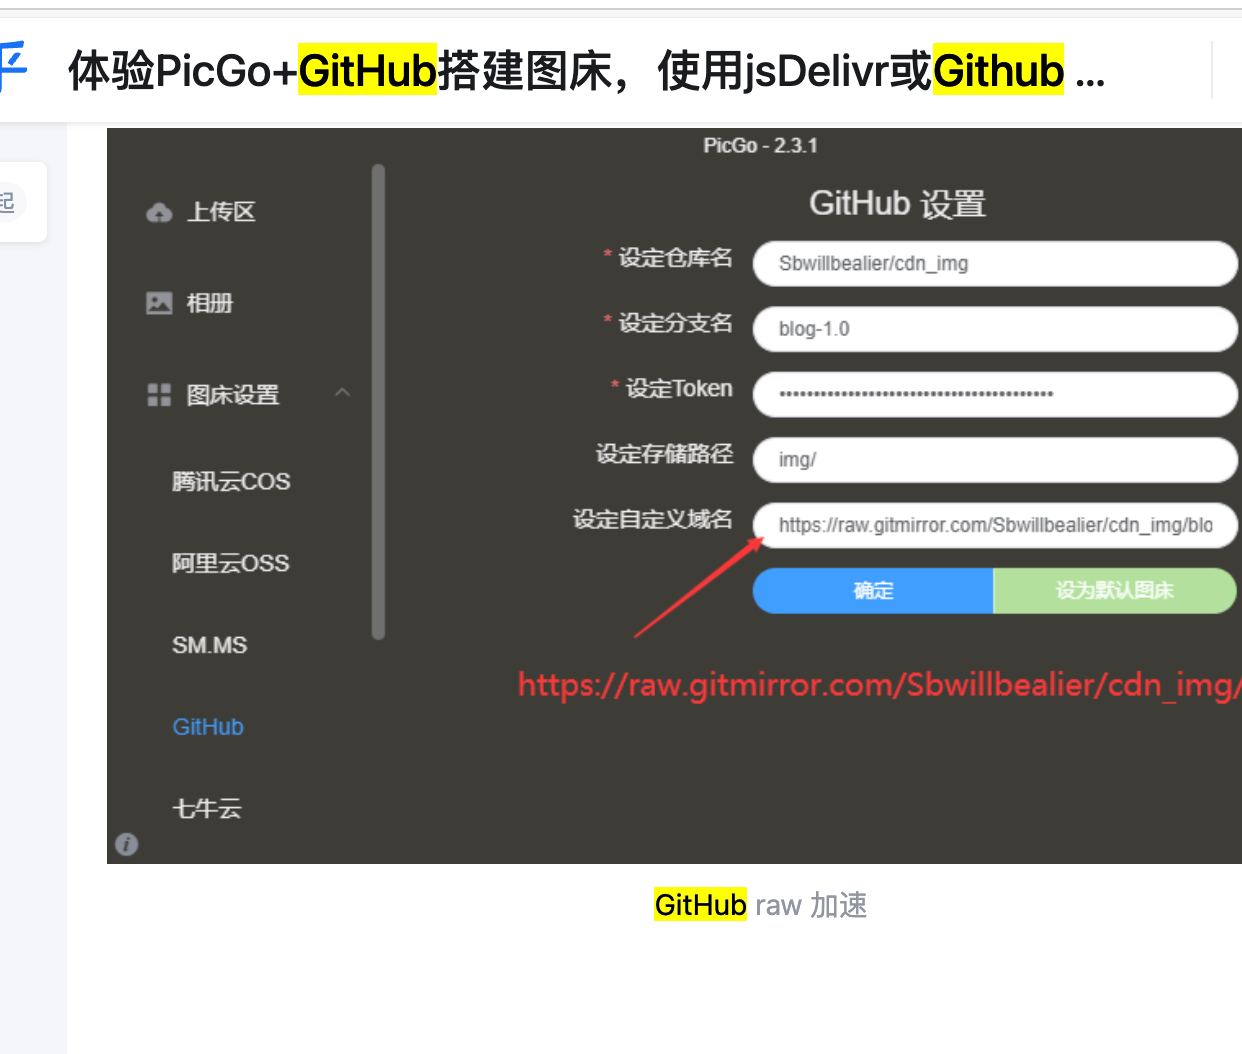 体验PicGo+GitHub搭建图床，使用jsDelivr或Github ...
起
PicGo - 2.3.1
GitHub 设置
上传区
相册
图床设置
腾讯云COS
阿里云OSS
SM.MS
GitHub
七牛云
* 设定仓库名 Sbwillbealier/cdn_img
* 设定分支名 blog-1.0
* 设定Token ••••••••••••••••••••••••••••••••••••••••
设定存储路径 img/
设定自定义域名 https://raw.gitmirror.com/Sbwillbealier/cdn_img/blo
确定 设为默认图床
https://raw.gitmirror.com/Sbwillbealier/cdn_img/
GitHub raw 加速